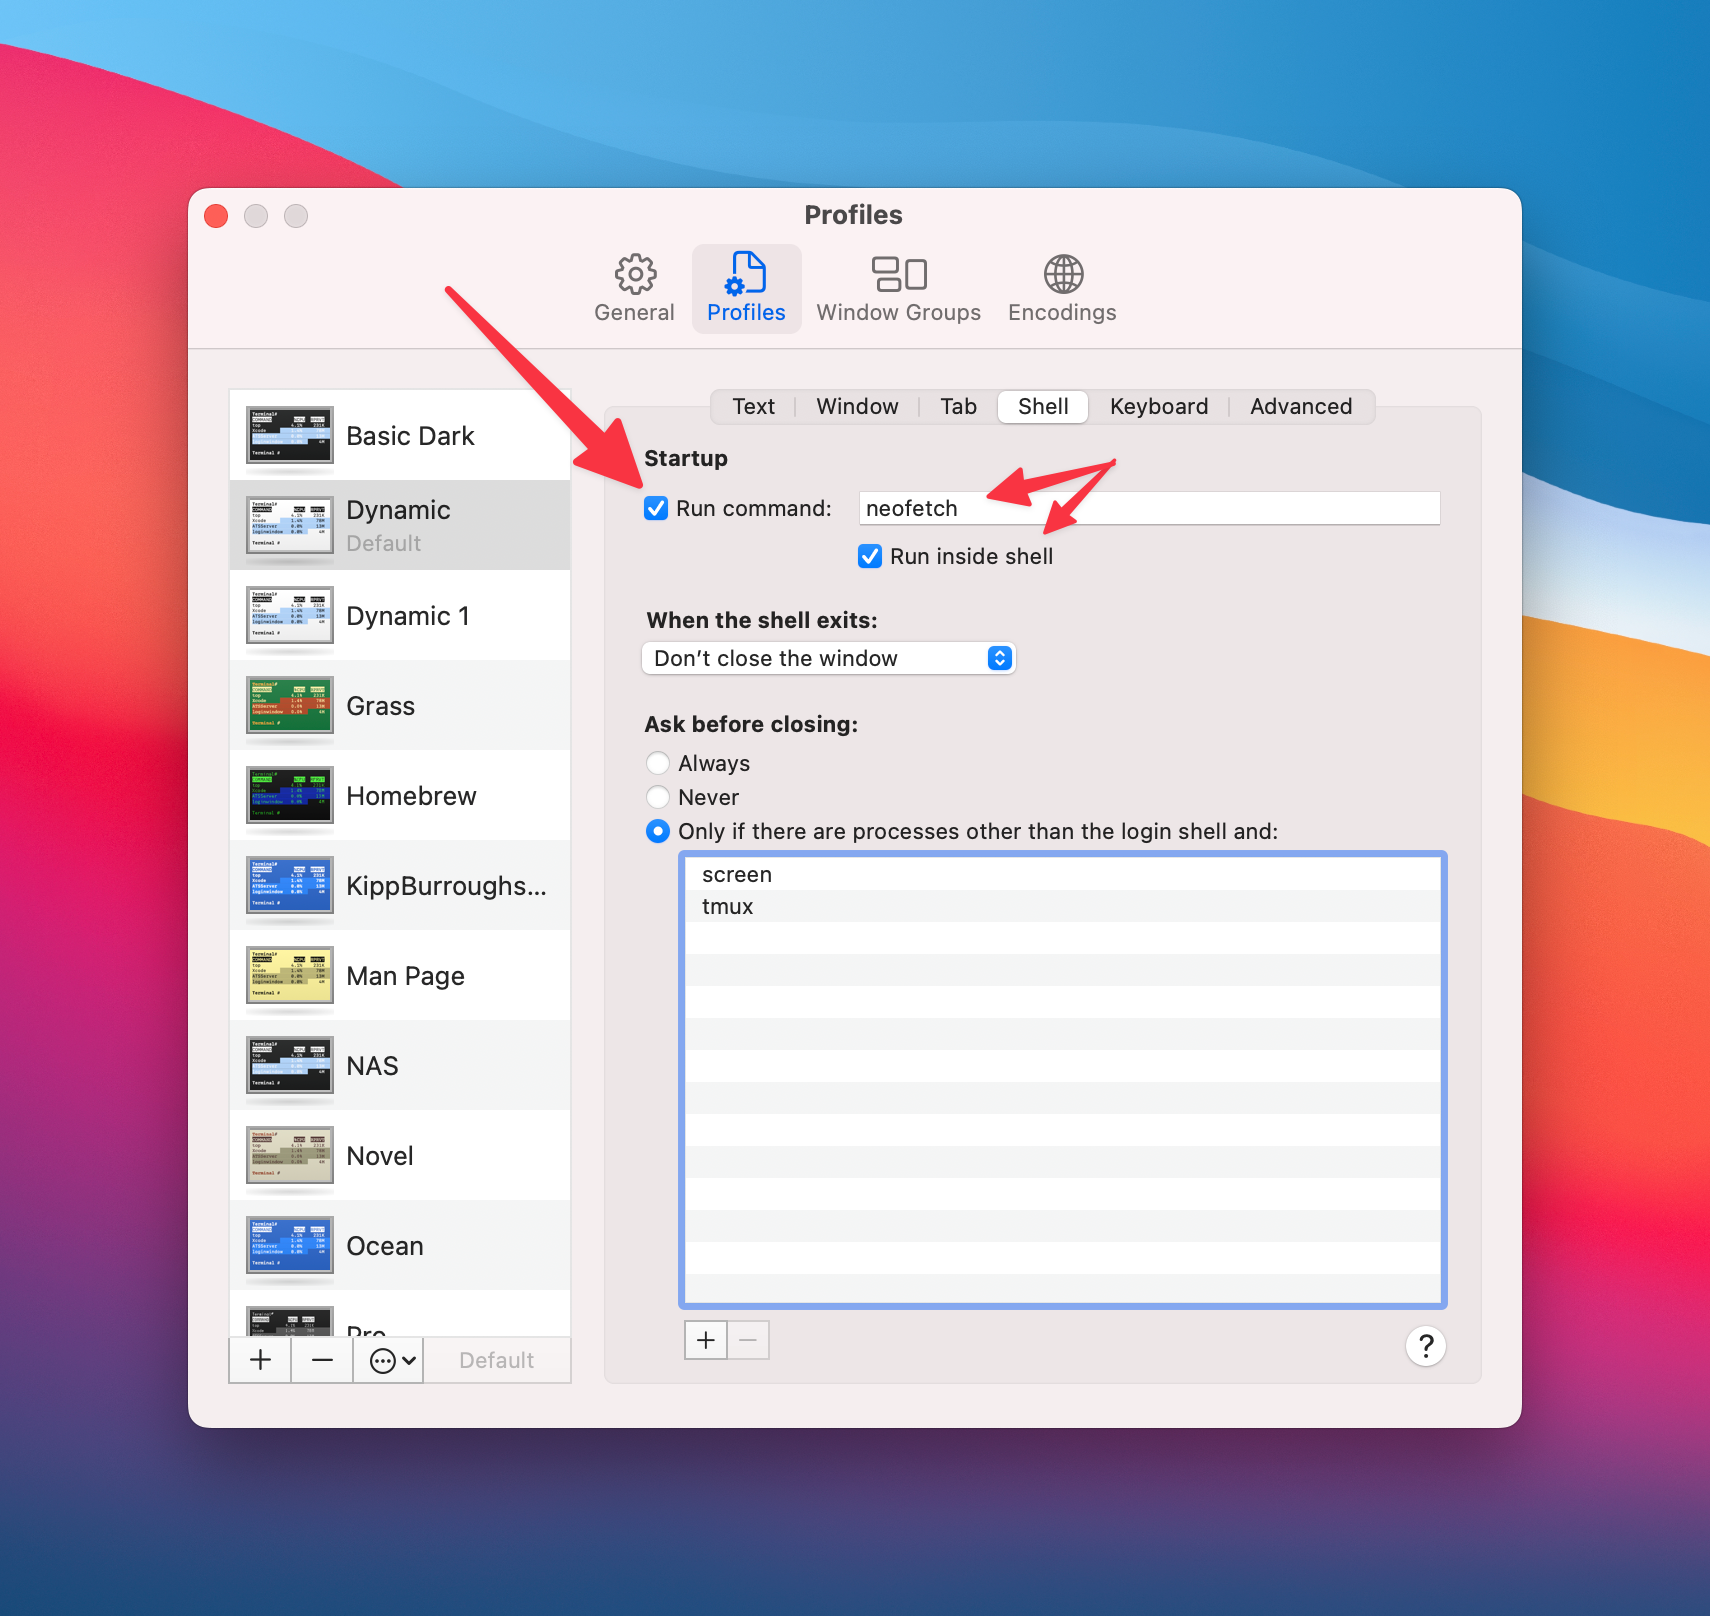 Profiles
General
Profiles
Window Groups
Encodings
Basic Dark
Dynamic
Default
Dynamic 1
Grass
Homebrew
KippBurroughs...
Man Page
NAS
Novel
Ocean
Pro
Default
Text
Window
Tab
Shell
Keyboard
Advanced
Startup
Run command:
neofetch
Run inside shell
When the shell exits:
Don’t close the window
Ask before closing:
Always
Never
Only if there are processes other than the login shell and:
screen
tmux
?